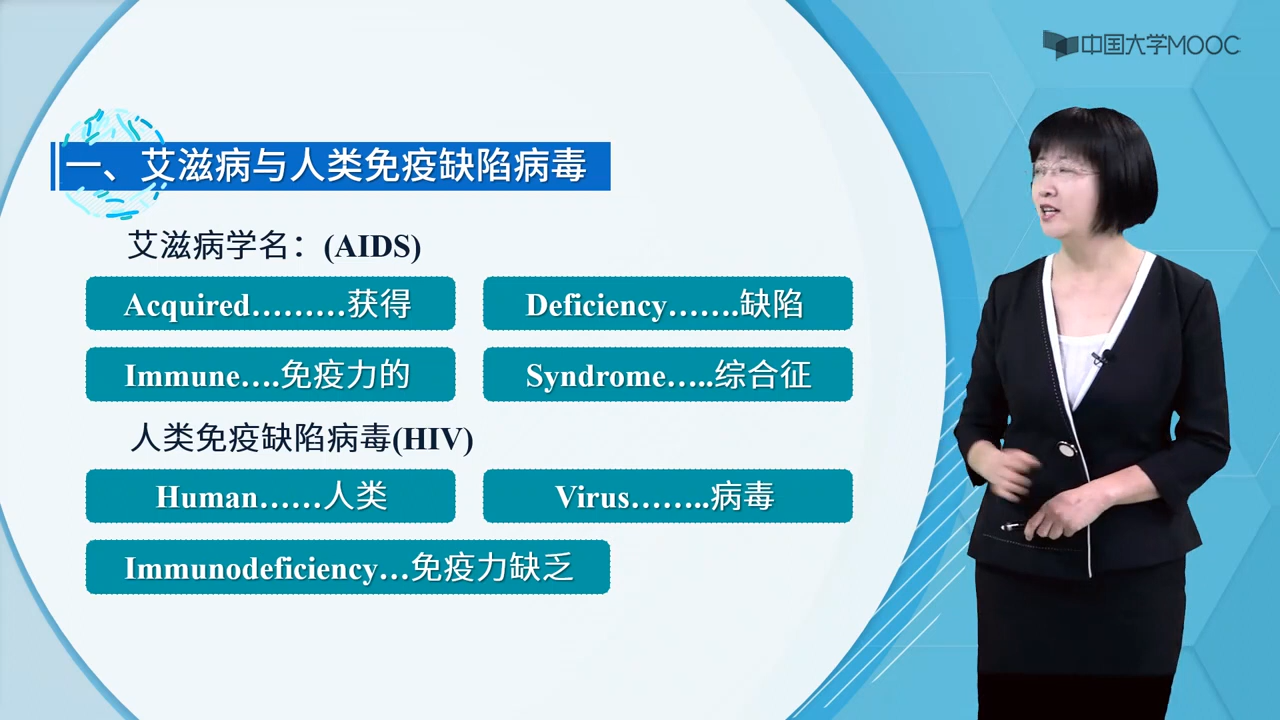 中国大学MOOC
一、艾滋病与人类免疫缺陷病毒
艾滋病学名：(AIDS)
Acquired………获得
Deficiency…….缺陷
Immune….免疫力的
Syndrome…..综合征
人类免疫缺陷病毒(HIV)
Human……人类
Virus……..病毒
Immunodeficiency…免疫力缺乏